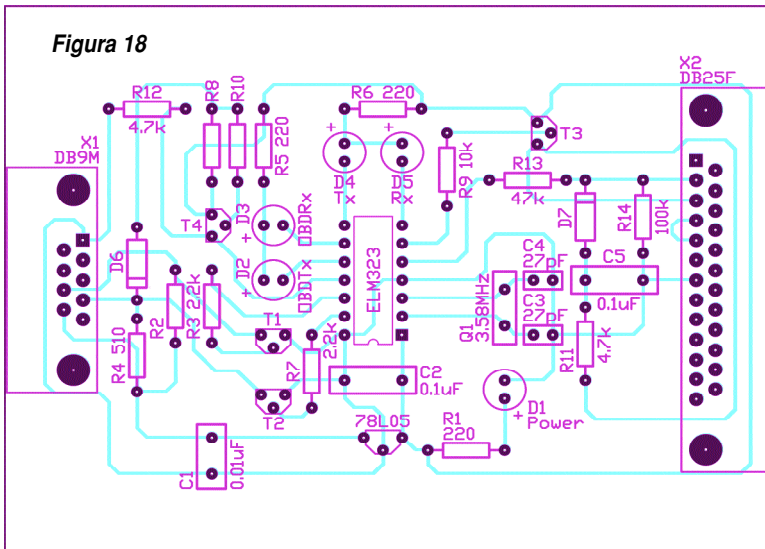 Figura 18
X2
DB25F
R12
4.7k
R8
R10
R6 220
X1
DB9M
R5 220
T3
R9 10k
D4
Tx
D5
Rx
R13
47k
D7
R14
100k
T4
D3
OBDRx
D6
D2
OBDTx
ELM323
C4
27pF
C5
0.1uF
R2
R3 2.2k
Q1
3.58MHz
C3
27pF
T1
R4 510
R7
2.2k
R11
4.7k
C2
0.1uF
T2
D1
Power
78L05
R1
220
C1
0.01uF